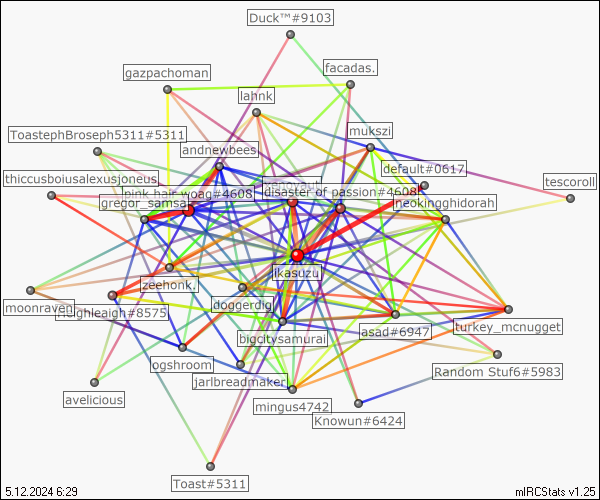 Duck™#9103
gazpachoman
facadas.
lahnk
ToastephBroseph5311#5311
mukszi
andnewbees
default#0617
thiccusboiusalexusjoneus.
tescoroll
pink hair woag#4608
disaster of passion#4608
gregor_samsa
neokingghidorah
jikasuzu
zeehonk.
doggerdig
moonraven
#8575
turkey_mcnugget
asad#6947
bigcitysamurai
ogshroom
Random Stuf6#5983
jarlbreadmaker
avelicious
mingus4742
Knowun#6424
Toast#5311
5.12.2024 6:29
mIRCStats v1.25